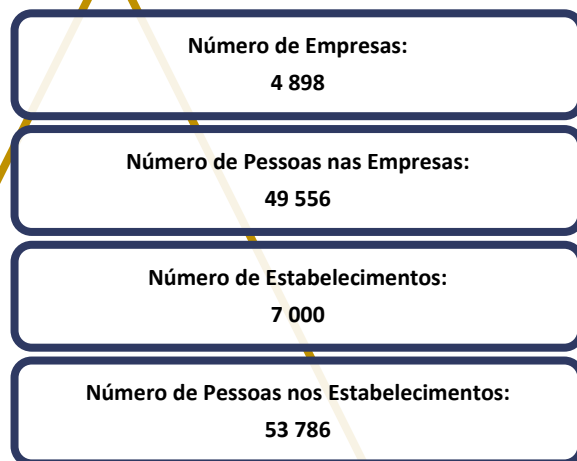 Número de Empresas:
4 898
Número de Pessoas nas Empresas:
49 556
Número de Estabelecimentos:
7 000
Número de Pessoas nos Estabelecimentos:
53 786